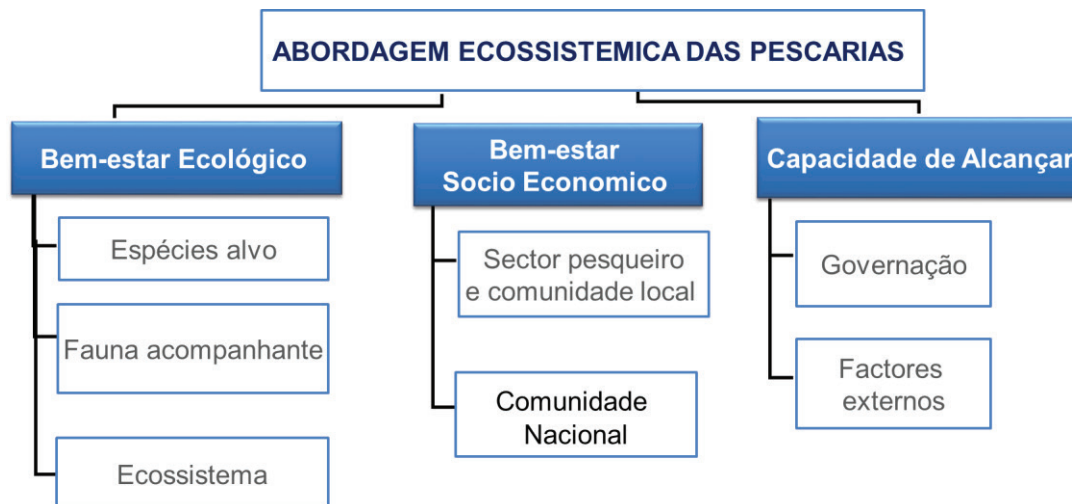 ABORDAGEM ECOSSISTEMICA DAS PESCARIAS
Bem-estar Ecológico
Espécies alvo
Fauna acompanhante
Ecossistema
Bem-estar
Socio Economico
Sector pesqueiro
e comunidade local
Comunidade
Nacional
Capacidade de Alcançar
Governação
Factores
externos